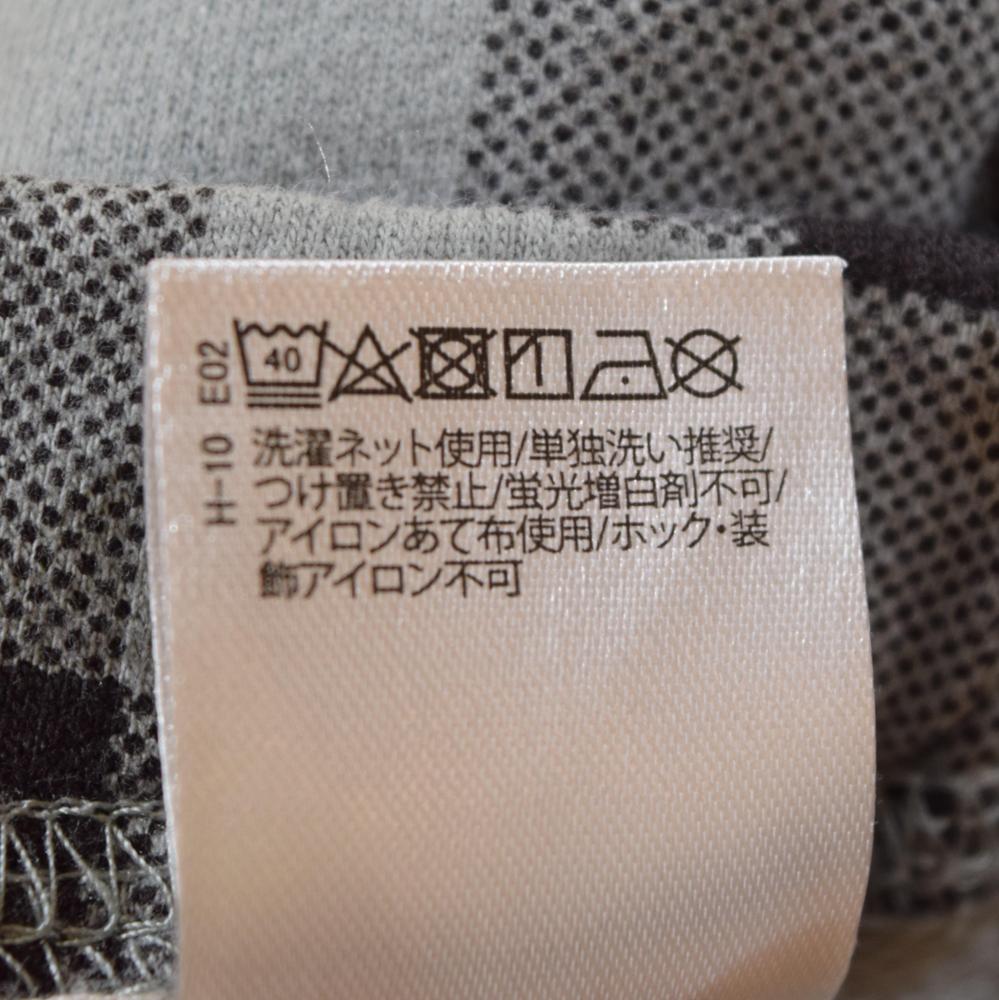 40
洗濯ネット使用/単独洗い推奨/
つけ置き禁止/蛍光増白剤不可/
アイロンあて布使用/ホック・装
飾アイロン不可
H-10 E02